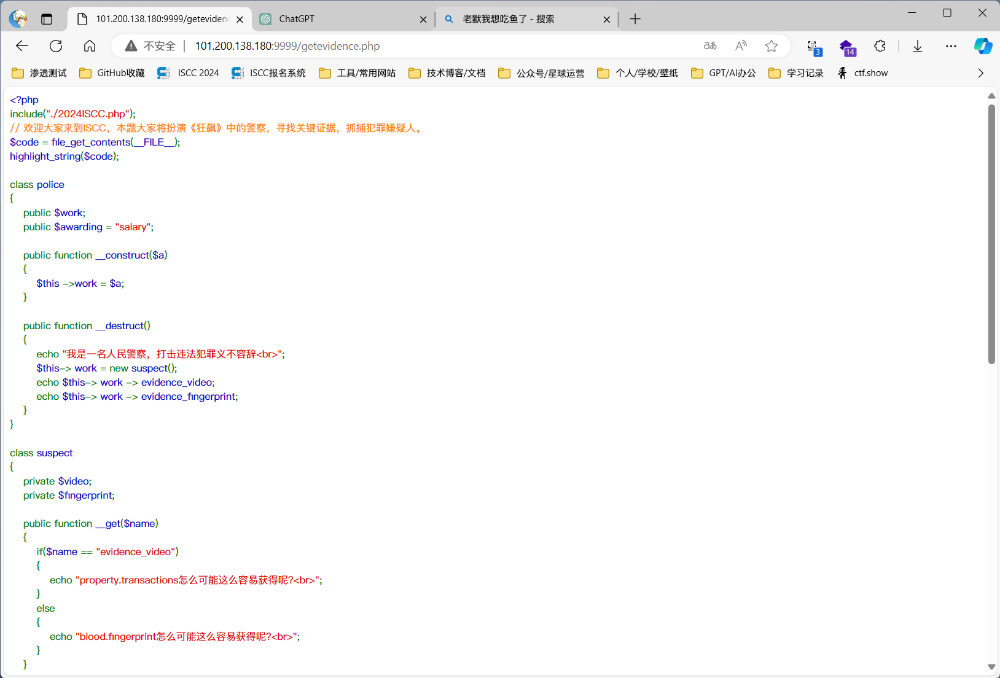 101.200.138.180:9999/getevidenc
ChatGPT
老默我想吃鱼了 - 搜索
不安全
101.200.138.180:9999/getevidence.php
aあ
A
3
14
渗透测试
GitHub收藏
ISCC 2024
ISCC报名系统
工具/常用网站
技术博客/文档
公众号/星球运营
个人/学校/壁纸
GPT/AI办公
学习记录
ctf.show
<?php
include("./2024ISCC.php");
// 欢迎大家来到ISCC，本题大家将扮演《狂飙》中的警察，寻找关键证据，抓捕犯罪嫌疑人。
$code = file_get_contents(__FILE__);
highlight_string($code);
class police
{
public $work;
public $awarding = "salary";
public function __construct($a)
{
$this ->work = $a;
}
public function __destruct()
{
echo "我是一名人民警察，打击违法犯罪义不容辞<br>";
$this-> work = new suspect();
echo $this-> work -> evidence_video;
echo $this-> work -> evidence_fingerprint;
}
}
class suspect
{
private $video;
private $fingerprint;
public function __get($name)
{
if($name == "evidence_video")
{
echo "property.transactions怎么可能这么容易获得呢?<br>";
}
else
{
echo "blood.fingerprint怎么可能这么容易获得呢?<br>";
}
}